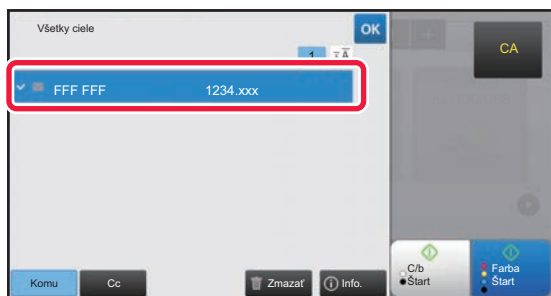 Všetky ciele
OK
CA
1
FFF FFF 1234.xxx
C/b
Štart
Farba
Štart
Komu
Cc
Zmazať
Info.